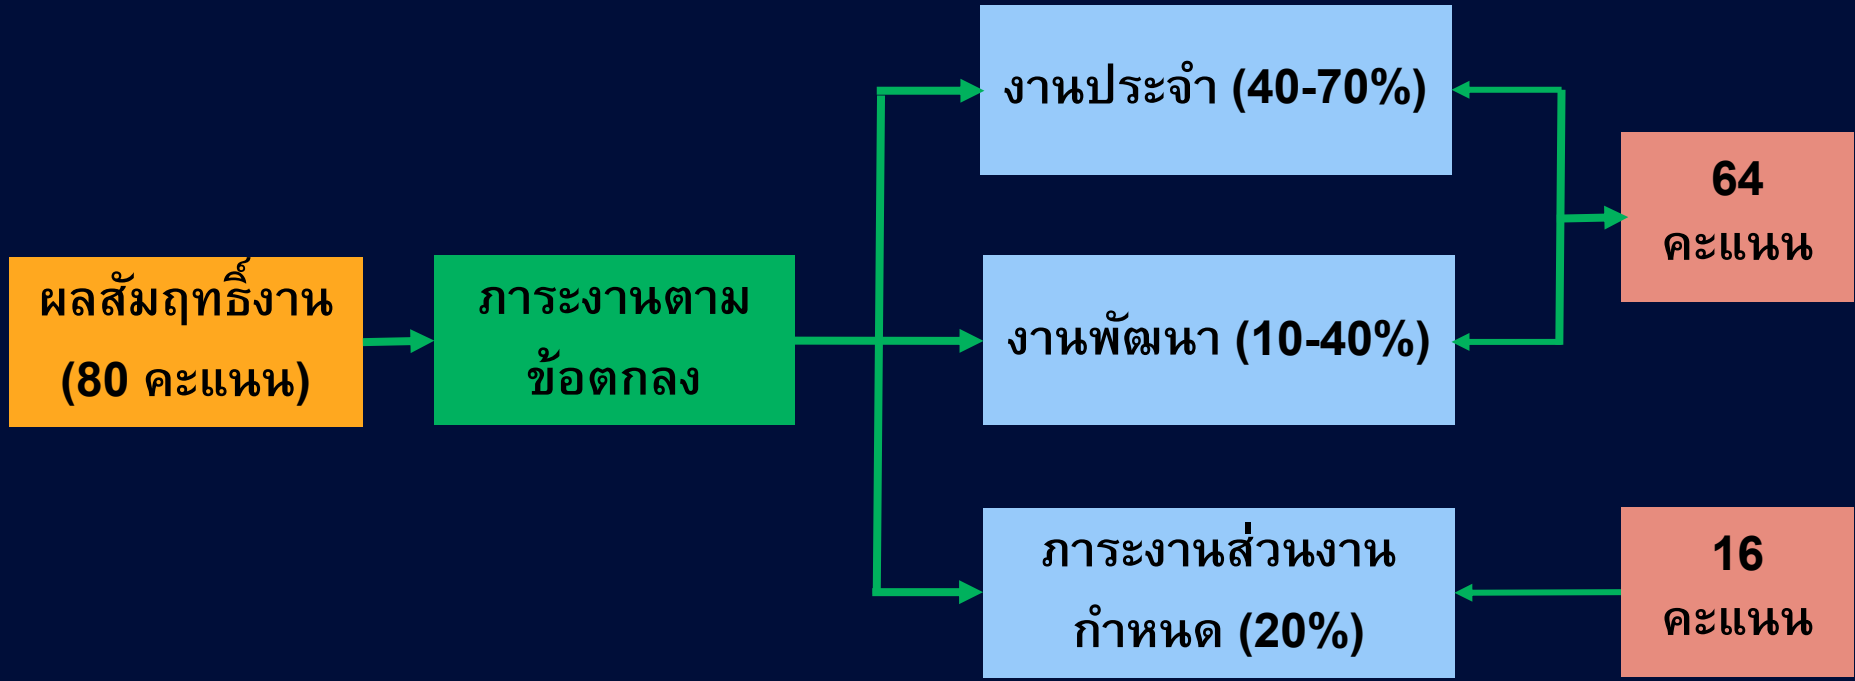 ผลสัมฤทธิ์งาน
(80 คะแนน)
ภาระงานตาม
ข้อตกลง
งานประจำ (40-70%)
งานพัฒนา (10-40%)
ภาระงานส่วนงาน
กำหนด (20%)
64
คะแนน
16
คะแนน